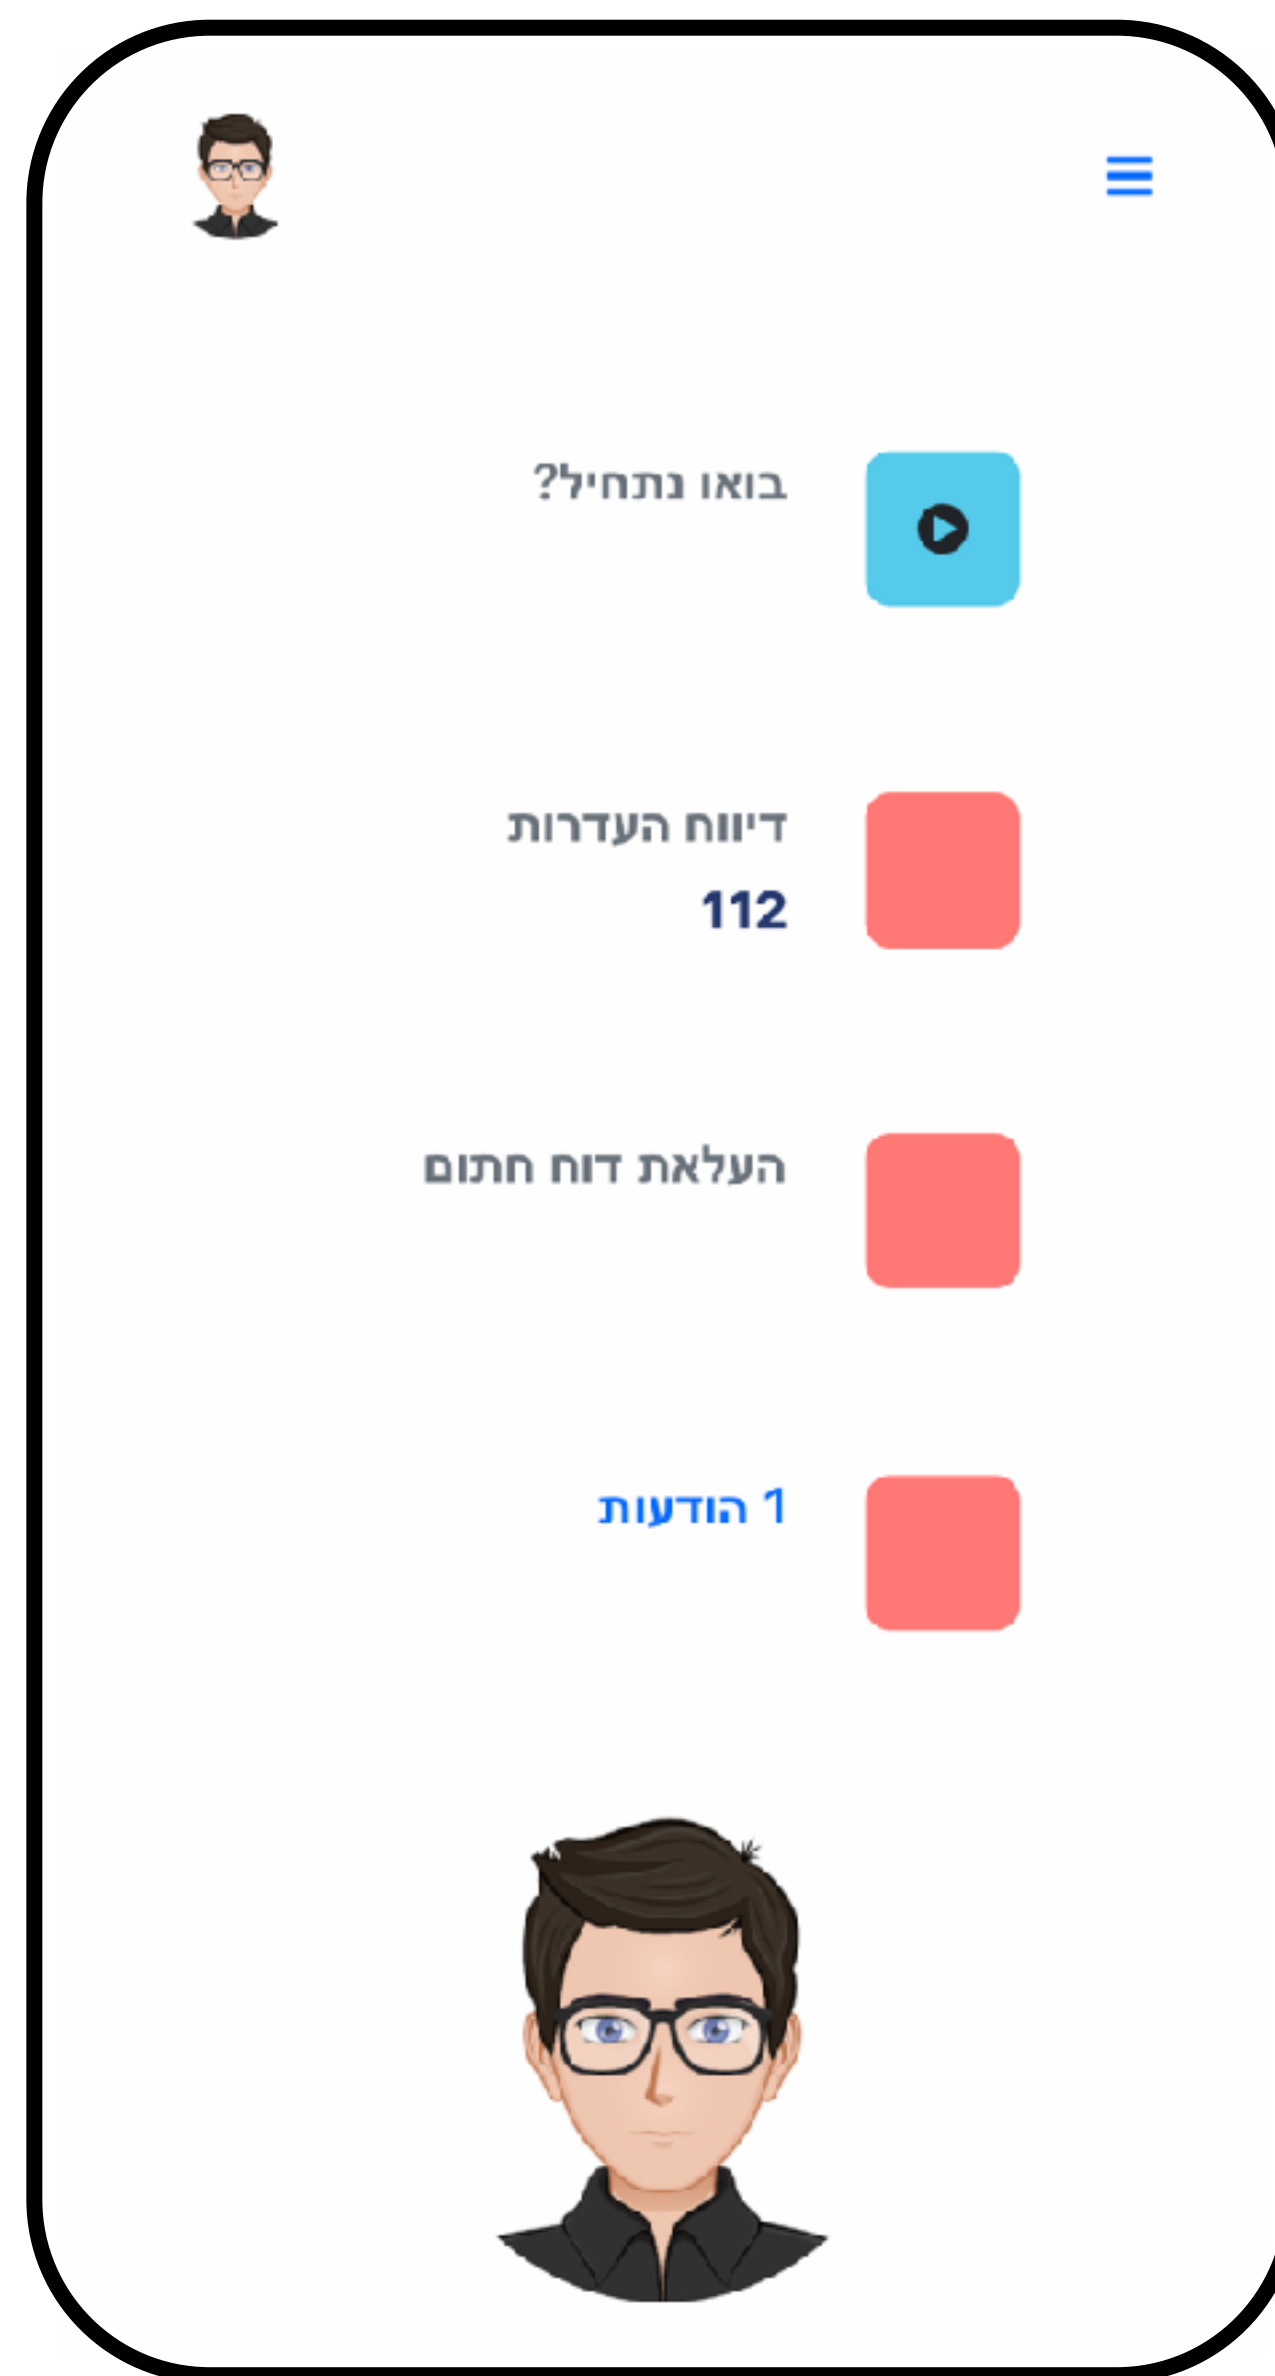 בואו נתחיל?
דיווח העדרות
112
העלאת דוח חתום
1 הודעות